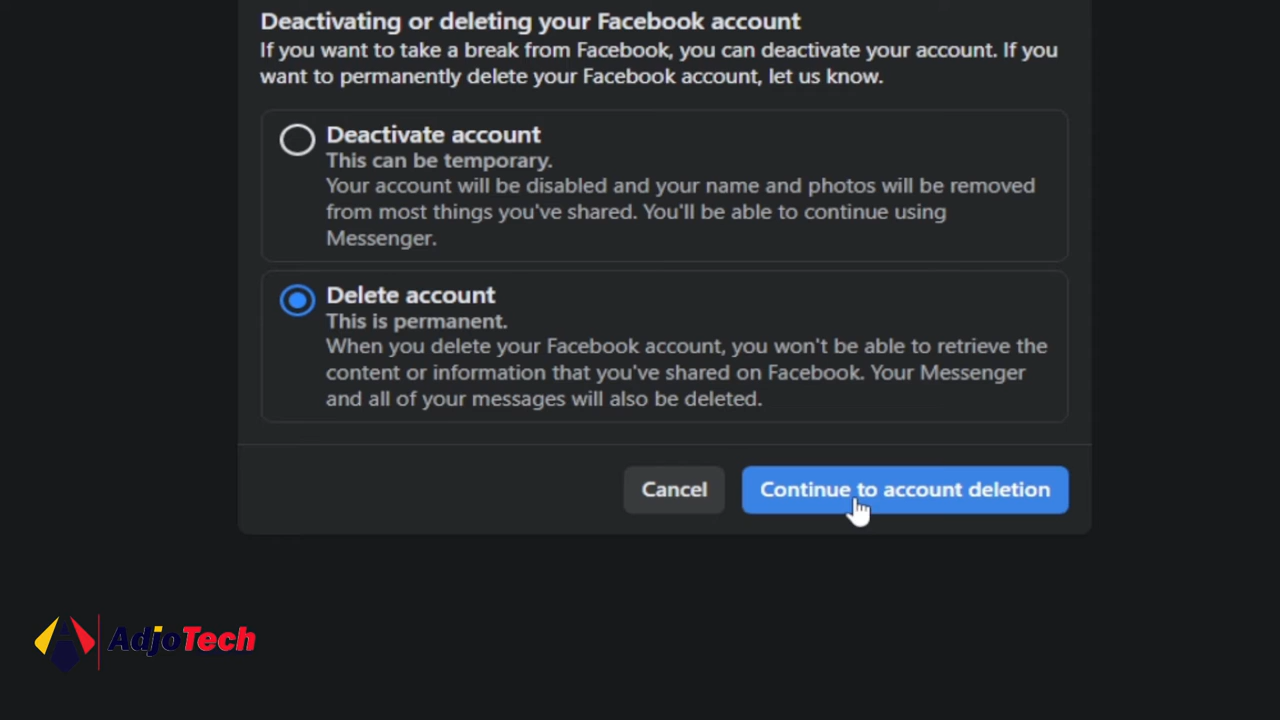 Deactivating or deleting your Facebook account
If you want to take a break from Facebook, you can deactivate your account. If you
want to permanently delete your Facebook account, let us know.
Deactivate account
This can be temporary.
Your account will be disabled and your name and photos will be removed
from most things you've shared. You'll be able to continue using
Messenger.
Delete account
This is permanent.
When you delete your Facebook account, you won't be able to retrieve the
content or information that you've shared on Facebook. Your Messenger
and all of your messages will also be deleted.
Cancel
Continue to account deletion
AdjoTech